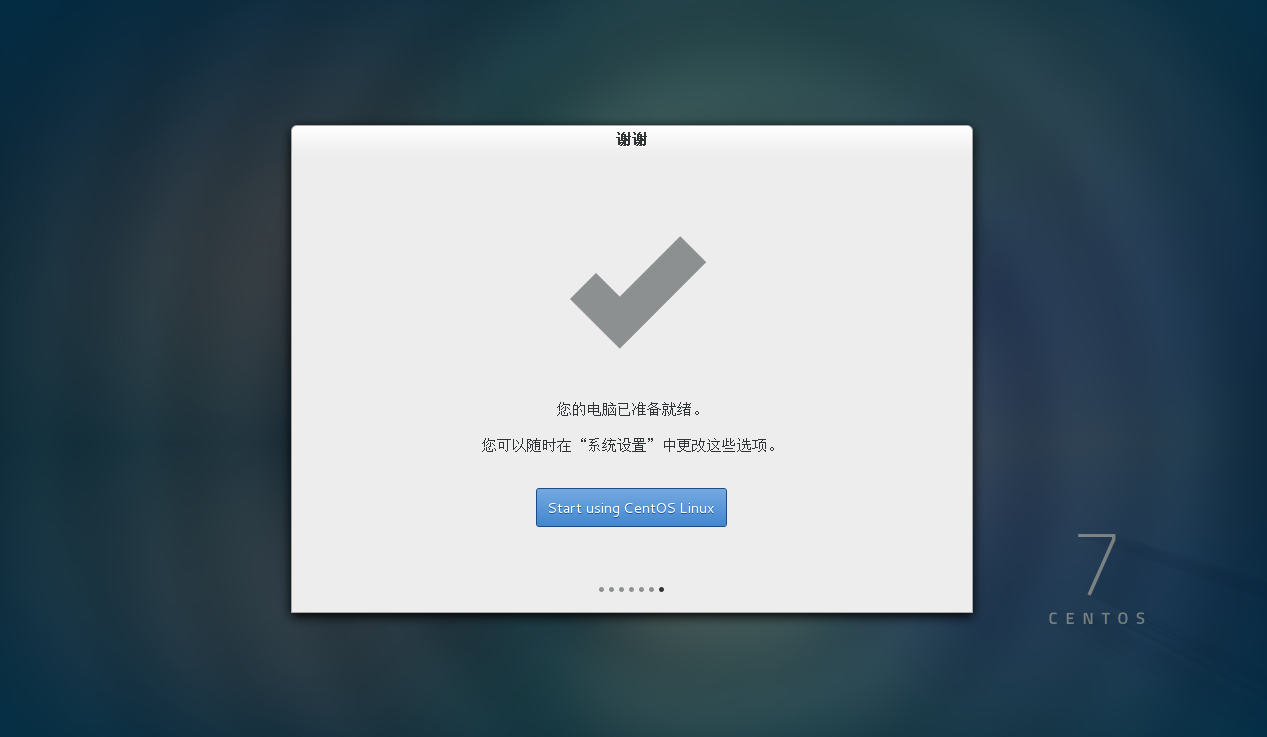 谢谢
您的电脑已准备就绪。
您可以随时在“系统设置”中更改这些选项。
Start using CentOS Linux
7
CENTOS